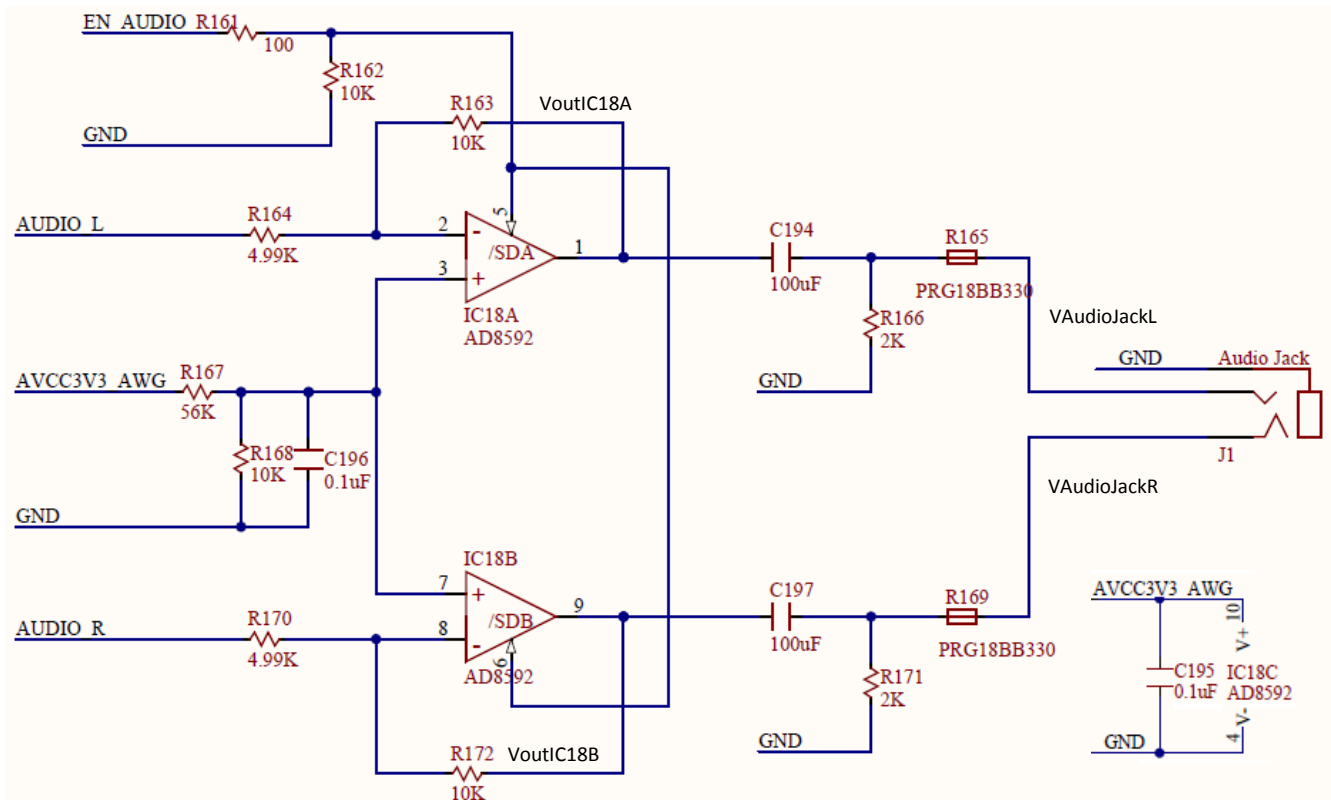 EN_AUDIO R161
100
R162
10K
GND
R163
10K
VoutIC18A
AUDIO_L
R164
4.99K
2
3
-
+
5
/SDA
1
IC18A
AD8592
C194
100uF
R165
PRG18BB330
R166
2K
GND
VAudioJackL
GND
Audio Jack
J1
AVCC3V3_AWG
R167
56K
R168
10K
C196
0.1uF
GND
VAudioJackR
IC18B
7
8
+
-
/SDB
6
9
AD8592
AUDIO_R
R170
4.99K
R172
10K
VoutIC18B
C197
100uF
R169
PRG18BB330
R171
2K
GND
AVCC3V3_AWG
10
V+
C195
0.1uF
IC18C
AD8592
V-
4
GND